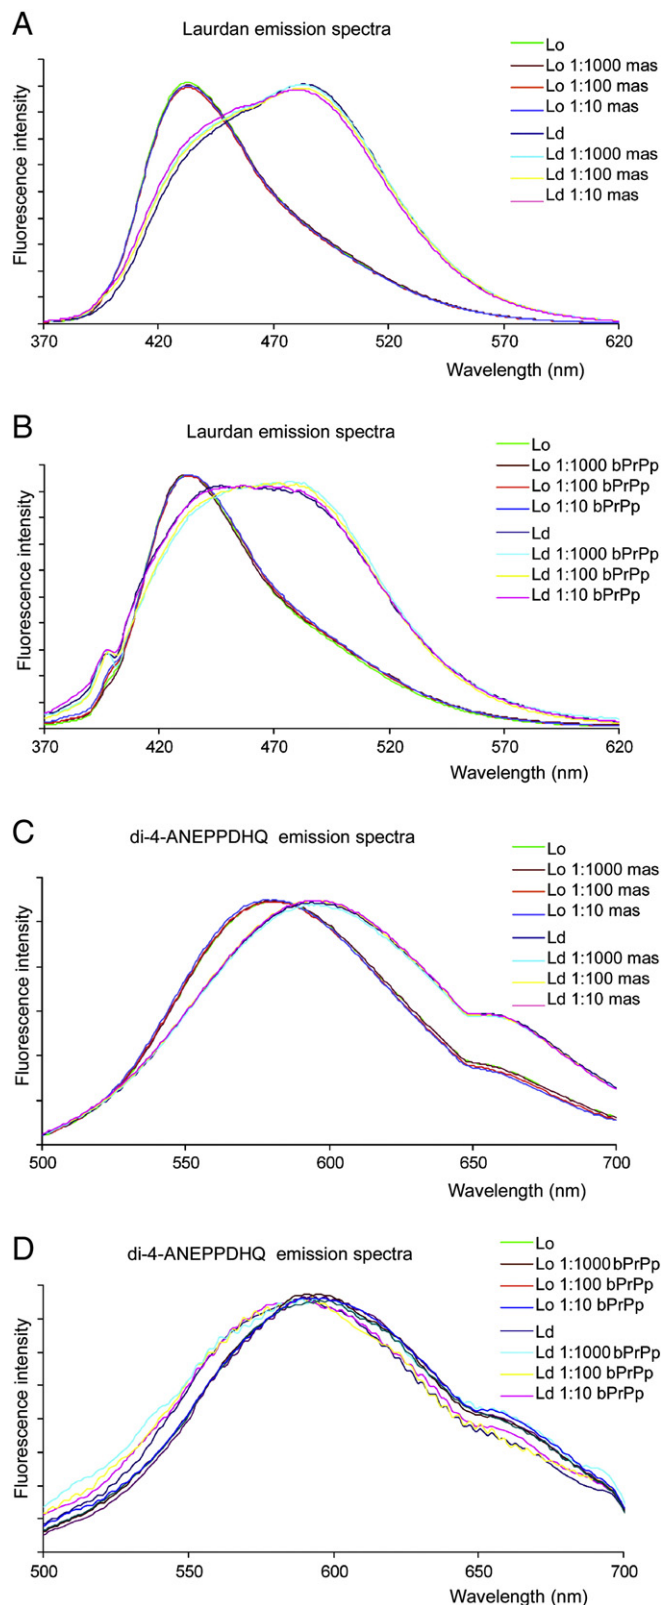 A
Laurdan emission spectra
Lo
Lo 1:1000 mas
Lo 1:100 mas
Lo 1:10 mas
Ld
Ld 1:1000 mas
Ld 1:100 mas
Ld 1:10 mas
Fluorescence intensity
370 420 470 520 570 620
Wavelength (nm)
B
Laurdan emission spectra
Lo
Lo 1:1000 bPrPp
Lo 1:100 bPrPp
Lo 1:10 bPrPp
Ld
Ld 1:1000 bPrPp
Ld 1:100 bPrPp
Ld 1:10 bPrPp
Fluorescence intensity
370 420 470 520 570 620
Wavelength (nm)
C
di-4-ANEPPDHQ emission spectra
Lo
Lo 1:1000 mas
Lo 1:100 mas
Lo 1:10 mas
Ld
Ld 1:1000 mas
Ld 1:100 mas
Ld 1:10 mas
Fluorescence intensity
500 550 600 650 700
Wavelength (nm)
D
di-4-ANEPPDHQ emission spectra
Lo
Lo 1:1000 bPrPp
Lo 1:100 bPrPp
Lo 1:10 bPrPp
Ld
Ld 1:1000 bPrPp
Ld 1:100 bPrPp
Ld 1:10 bPrPp
Fluorescence intensity
500 550 600 650 700
Wavelength (nm)